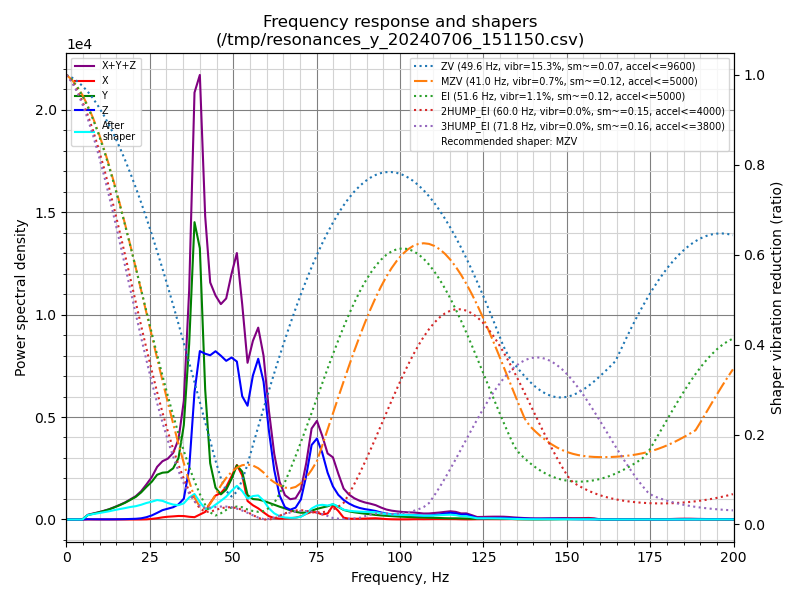 Frequency response and shapers
(/tmp/resonances_y_20240706_151150.csv)
1e4
X+Y+Z
X
Y
Z
After
shaper
ZV (49.6 Hz, vibr=15.3%, sm~=0.07, accel<=9600)
MZV (41.0 Hz, vibr=0.7%, sm~=0.12, accel<=5000)
EI (51.6 Hz, vibr=1.1%, sm~=0.12, accel<=5000)
2HUMP_EI (60.0 Hz, vibr=0.0%, sm~=0.15, accel<=4000)
3HUMP_EI (71.8 Hz, vibr=0.0%, sm~=0.16, accel<=3800)
Recommended shaper: MZV
Power spectral density
2.0
1.5
1.0
0.5
0.0
1.0
0.8
0.6
0.4
0.2
0.0
Shaper vibration reduction (ratio)
0 25 50 75 100 125 150 175 200
Frequency, Hz